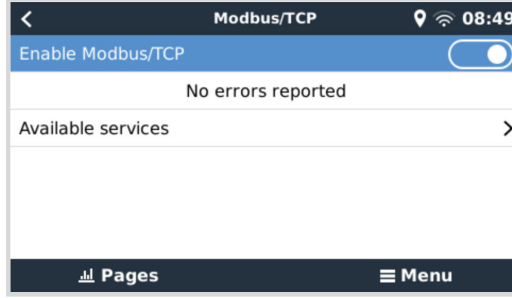 Modbus/TCP 08:49
Enable Modbus/TCP
No errors reported
Available services
Pages Menu